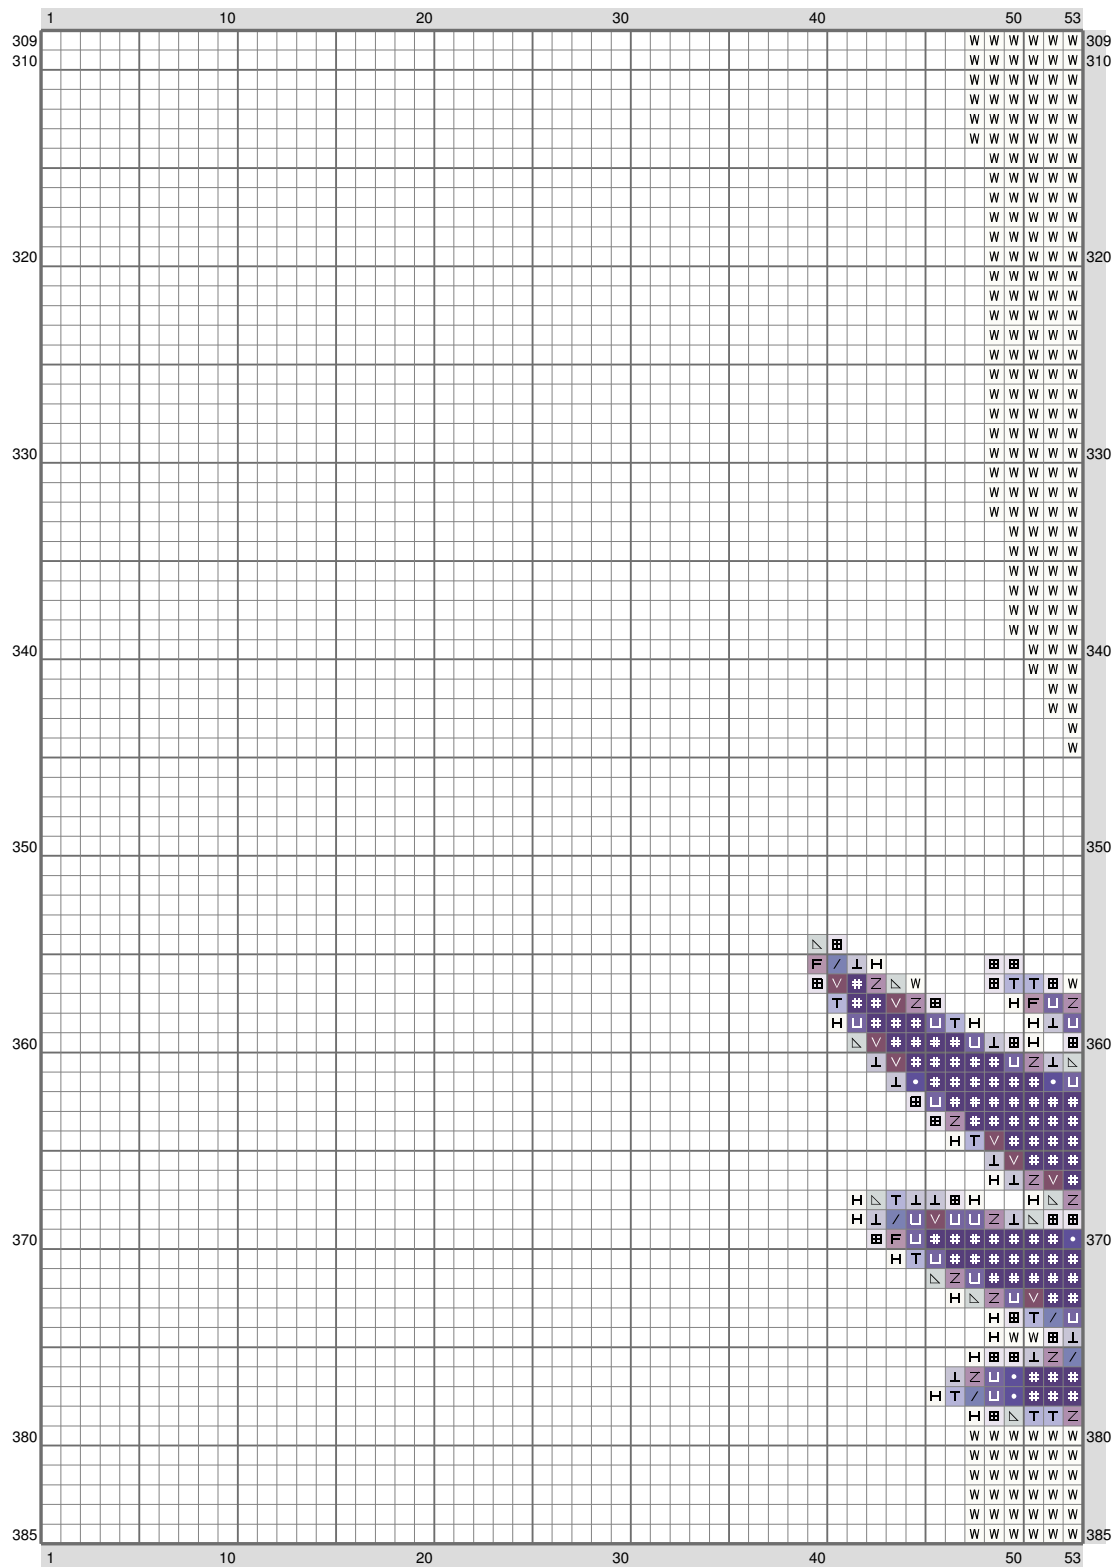 1 10 20 30 40 50 53
309 W W W W W W 309
310 W W W W W W 310
W W W W W W
W W W W W W
W W W W W W
W W W W W W
W W W W W
W W W W W
W W W W W
W W W W W
W W W W W
320 W W W W W 320
W W W W W
W W W W W
W W W W W
W W W W W
W W W W W
W W W W W
W W W W W
W W W W W
W W W W W
330 W W W W W 330
W W W W W
W W W W W
W W W W W
W W W W
W W W W
W W W W
W W W W
W W W W
W W W W
340 W W W 340
W W W
W W
W W
W
W
350 350
◺ ⊞
F / ⊥ H ⊞ ⊞
⊞ V # Z ◺ W ⊞ T T ⊞ W
T # # V Z ⊞ H F U Z
H U # # # U T H H ⊥ U
360 ◺ V # # # # U ⊥ ⊞ H ⊞ 360
⊥ V # # # # # U Z ⊥ ◺
⊥ • # # # # # # • U
⊞ U # # # # # # #
⊞ Z # # # # # #
H T V # # # #
⊥ V # # #
H ⊥ Z V #
H ◺ T ⊥ ⊥ ⊞ H H ◺ Z
H ⊥ / U V U U Z ⊥ ◺ ⊞ ⊞
370 ⊞ F U # # # # # # # • 370
H T U # # # # # # #
◺ Z U # # # # #
H ◺ Z U V # #
H ⊞ T / U
H W W ⊞ ⊥
H ⊞ ⊞ ⊥ Z /
⊥ Z U • # # #
H T / U • # # #
H ⊞ ◺ T T Z
380 W W W W W W 380
W W W W W W
W W W W W W
W W W W W W
W W W W W W
385 W W W W W W 385
1 10 20 30 40 50 53